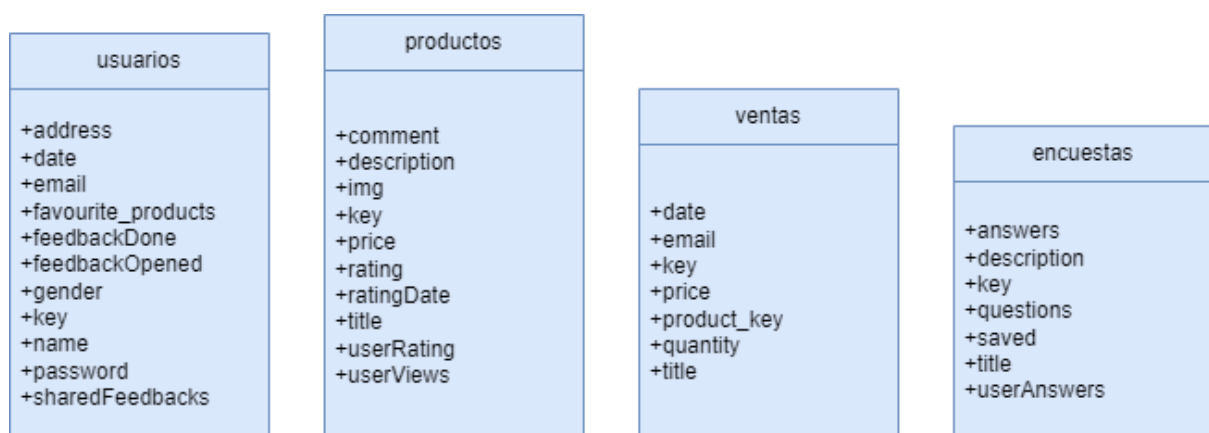 usuarios
+address
+date
+email
+favourite_products
+feedbackDone
+feedbackOpened
+gender
+key
+name
+password
+sharedFeedbacks
productos
+comment
+description
+img
+key
+price
+rating
+ratingDate
+title
+userRating
+userViews
ventas
+date
+email
+key
+price
+product_key
+quantity
+title
encuestas
+answers
+description
+key
+questions
+saved
+title
+userAnswers